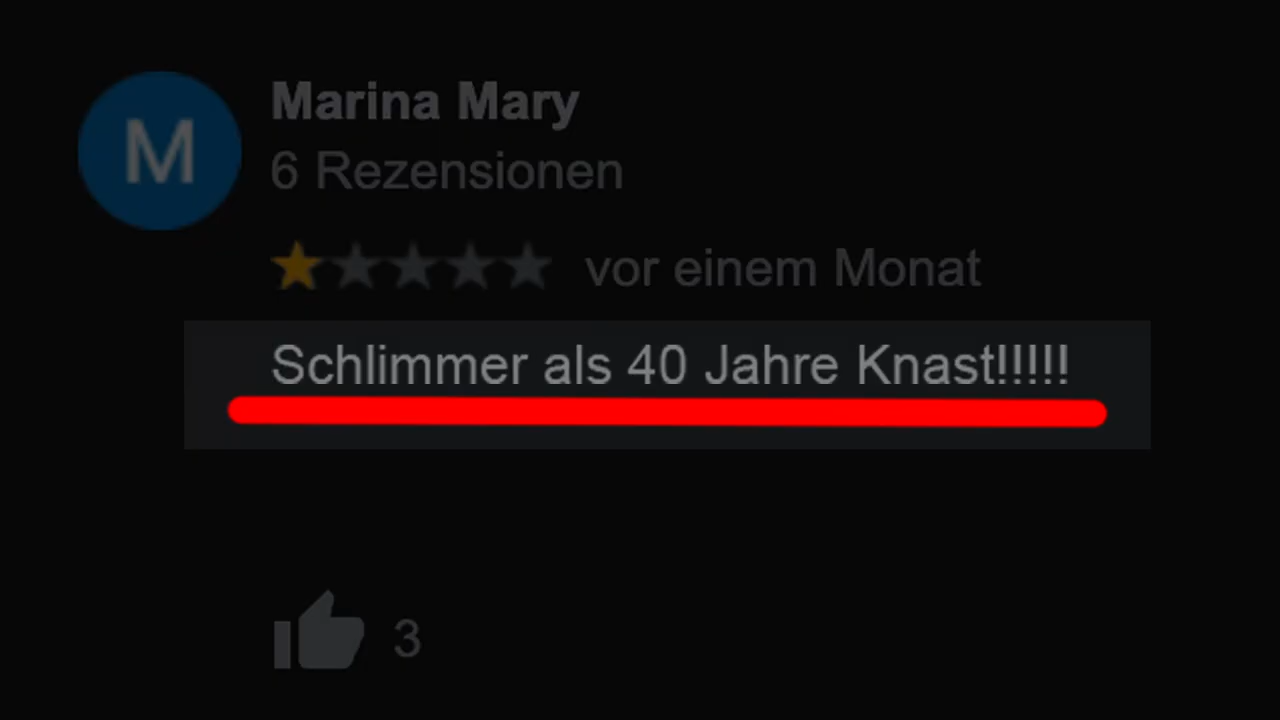 M
Marina Mary
6 Rezensionen
vor einem Monat
Schlimmer als 40 Jahre Knast!!!!!
3